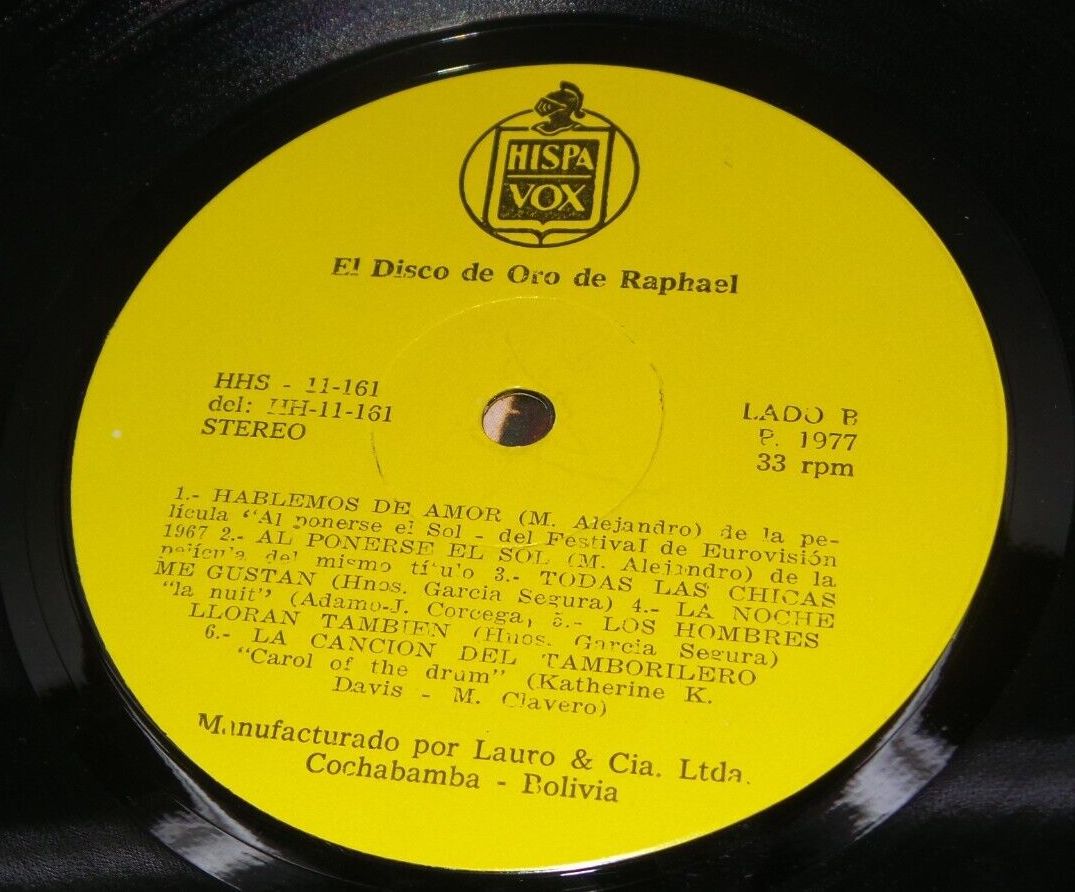 HISPA
VOX
El Disco de Oro de Raphael
HHS - 11-161
del: HH-11-161
STEREO
LADO B
P. 1977
33 rpm
1.- HABLEMOS DE AMOR (M. Alejandro) de la pe-
lícula "Al ponerse el Sol - del Festival de Eurovisión
1967 2.- AL PONERSE EL SOL (M. Alejandro) de la
película del mismo título 3.- TODAS LAS CHICAS
ME GUSTAN (Hnos. Garcia Segura) 4.- LA NOCHE
"la nuit" (Adamo-J. Corcega, 5.- LOS HOMBRES
LLORAN TAMBIEN (Hnos. Garcia Segura)
6.- LA CANCION DEL TAMBORILERO
"Carol of the drum" (Katherine K.
Davis - M. Clavero)
Manufacturado por Lauro & Cia. Ltda.
Cochabamba - Bolivia